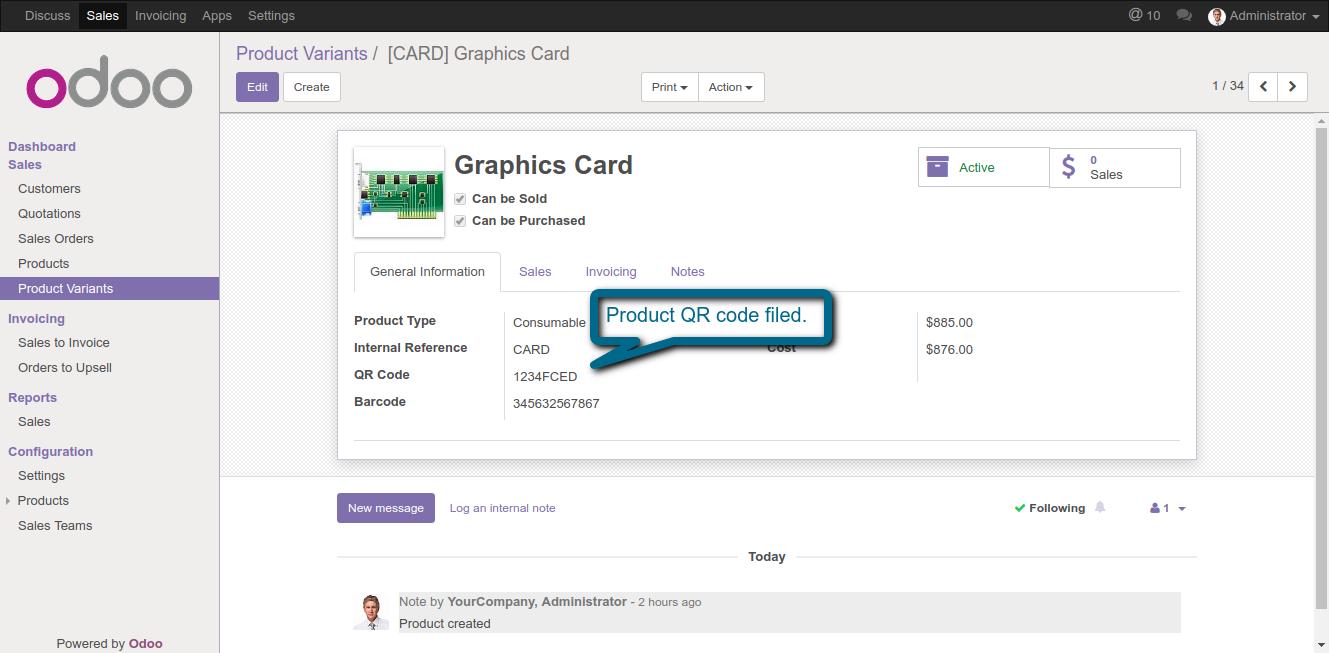 Discuss Sales Invoicing Apps Settings @ 10 Administrator
odoo
Product Variants / [CARD] Graphics Card
Edit Create Print Action 1 / 34
Dashboard
Sales
Customers
Quotations
Sales Orders
Products
Product Variants
Invoicing
Sales to Invoice
Orders to Upsell
Reports
Sales
Configuration
Settings
Products
Sales Teams
Powered by Odoo
Graphics Card
Can be Sold
Can be Purchased
Active
$ 0
Sales
General Information Sales Invoicing Notes
Product QR code filed.
Product Type Consumable
Internal Reference CARD
QR Code 1234FCED
Barcode 345632567867
$885.00
Cost $876.00
New message Log an internal note Following 1
Today
Note by YourCompany, Administrator - 2 hours ago
Product created